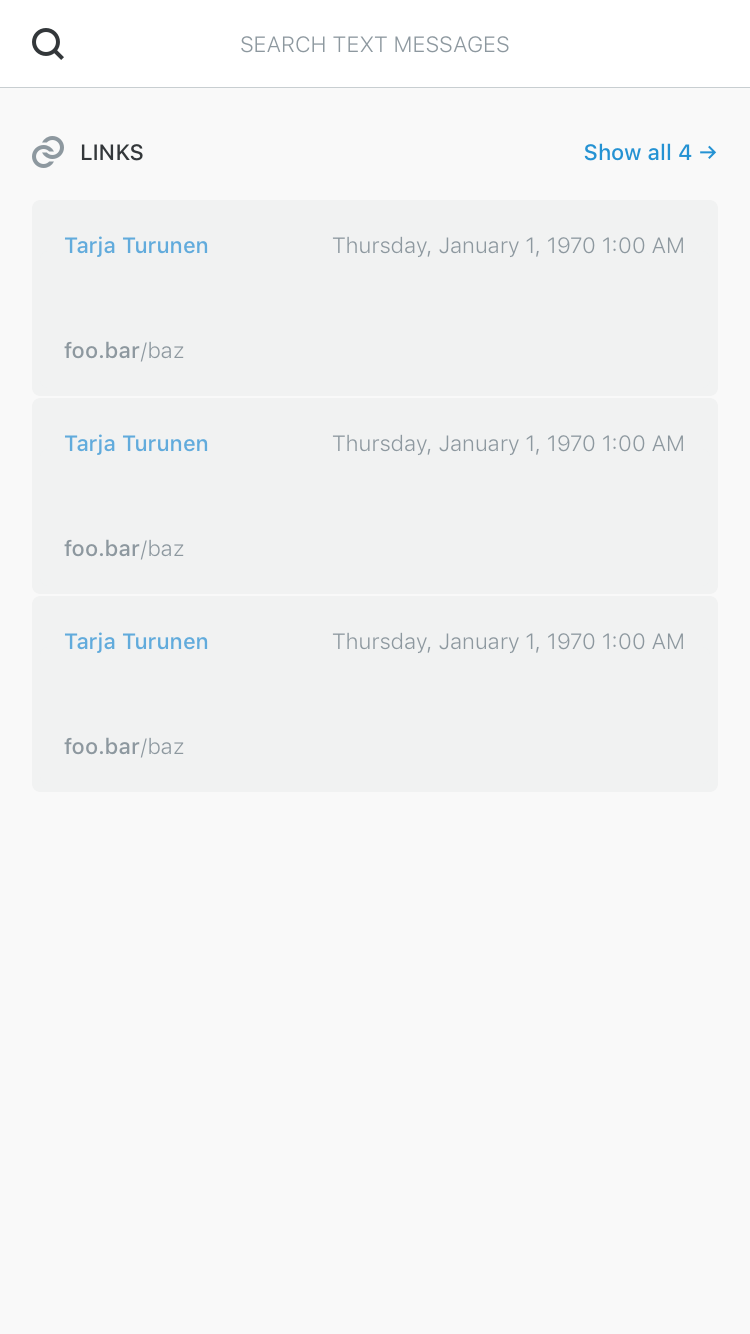 SEARCH TEXT MESSAGES
LINKS Show all 4 →
Tarja Turunen Thursday, January 1, 1970 1:00 AM
foo.bar/baz
Tarja Turunen Thursday, January 1, 1970 1:00 AM
foo.bar/baz
Tarja Turunen Thursday, January 1, 1970 1:00 AM
foo.bar/baz